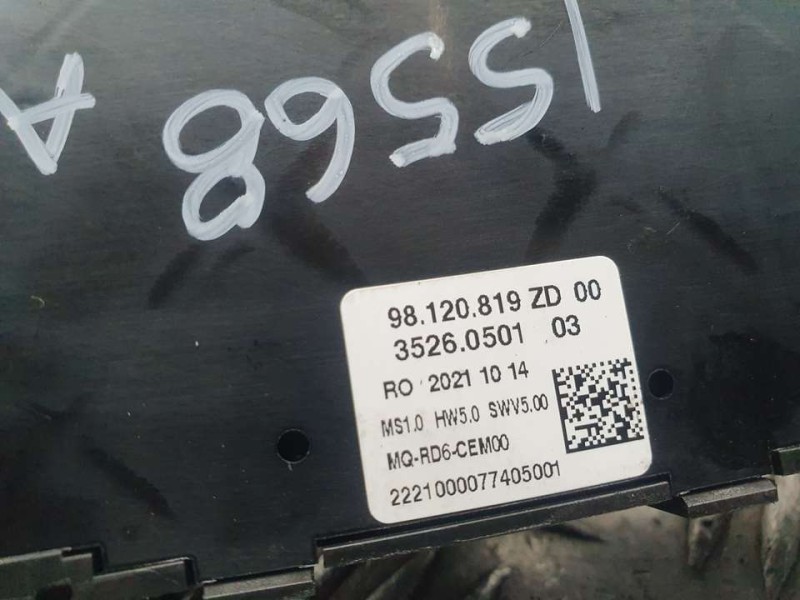 15568 A
98.120.819 ZD 00
3526.0501 03
RO 2021 10 14
MS1.0 HW5.0 SWV5.00
MQ-RD6-CEM00
2221000077405001